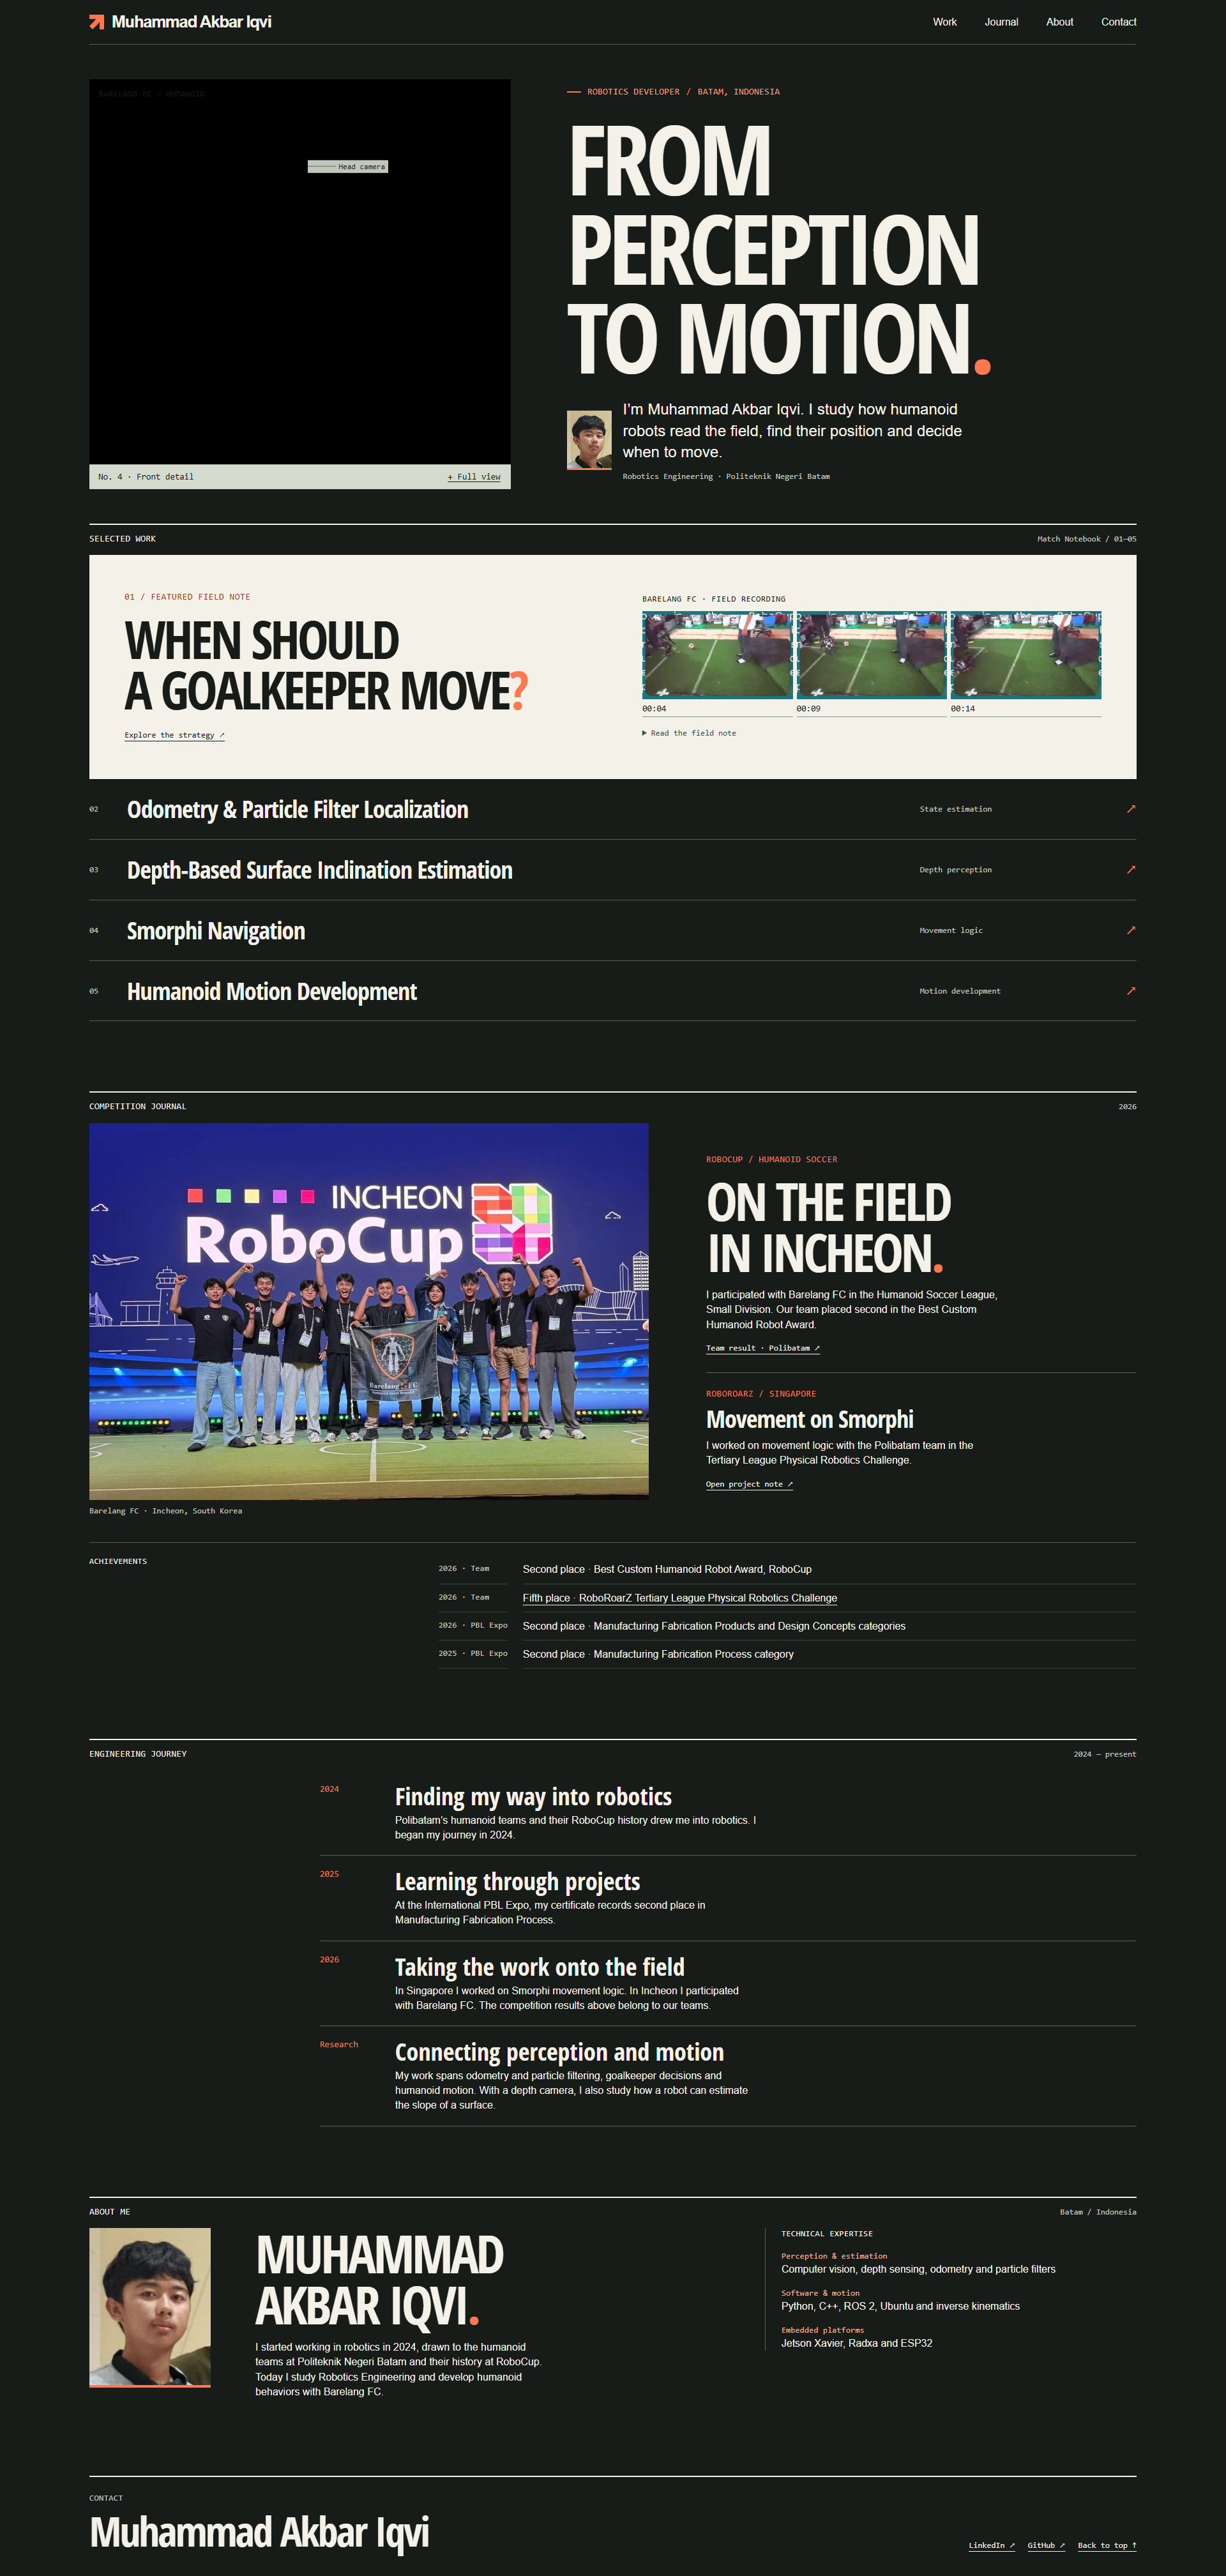 Muhammad Akbar Iqvi
Work
Journal
About
Contact
BARELANG FC / HUMANOID
Head camera
No. 4 · Front detail
+ Full view
ROBOTICS DEVELOPER / BATAM, INDONESIA
FROM
PERCEPTION
TO MOTION.
I’m Muhammad Akbar Iqvi. I study how humanoid
robots read the field, find their position and decide
when to move.
Robotics Engineering · Politeknik Negeri Batam
SELECTED WORK
Match Notebook / 01—05
01 / FEATURED FIELD NOTE
WHEN SHOULD
A GOALKEEPER MOVE?
Explore the strategy ↗
BARELANG FC · FIELD RECORDING
00:04
00:09
00:14
▶ Read the field note
02
Odometry & Particle Filter Localization
State estimation
↗
03
Depth-Based Surface Inclination Estimation
Depth perception
↗
04
Smorphi Navigation
Movement logic
↗
05
Humanoid Motion Development
Motion development
↗
COMPETITION JOURNAL
2026
INCHEON
RoboCup
Barelang FC
Barelang FC · Incheon, South Korea
ROBOCUP / HUMANOID SOCCER
ON THE FIELD
IN INCHEON.
I participated with Barelang FC in the Humanoid Soccer League,
Small Division. Our team placed second in the Best Custom
Humanoid Robot Award.
Team result · Polibatam ↗
ROBOROARZ / SINGAPORE
Movement on Smorphi
I worked on movement logic with the Polibatam team in the
Tertiary League Physical Robotics Challenge.
Open project note ↗
ACHIEVEMENTS
2026 · Team
Second place · Best Custom Humanoid Robot Award, RoboCup
2026 · Team
Fifth place · RoboRoarZ Tertiary League Physical Robotics Challenge
2026 · PBL Expo
Second place · Manufacturing Fabrication Products and Design Concepts categories
2025 · PBL Expo
Second place · Manufacturing Fabrication Process category
ENGINEERING JOURNEY
2024 — present
2024
Finding my way into robotics
Polibatam’s humanoid teams and their RoboCup history drew me into robotics. I
began my journey in 2024.
2025
Learning through projects
At the International PBL Expo, my certificate records second place in
Manufacturing Fabrication Process.
2026
Taking the work onto the field
In Singapore I worked on Smorphi movement logic. In Incheon I participated
with Barelang FC. The competition results above belong to our teams.
Research
Connecting perception and motion
My work spans odometry and particle filtering, goalkeeper decisions and
humanoid motion. With a depth camera, I also study how a robot can estimate
the slope of a surface.
ABOUT ME
Batam / Indonesia
MUHAMMAD
AKBAR IQVI.
I started working in robotics in 2024, drawn to the humanoid
teams at Politeknik Negeri Batam and their history at RoboCup.
Today I study Robotics Engineering and develop humanoid
behaviors with Barelang FC.
TECHNICAL EXPERTISE
Perception & estimation
Computer vision, depth sensing, odometry and particle filters
Software & motion
Python, C++, ROS 2, Ubuntu and inverse kinematics
Embedded platforms
Jetson Xavier, Radxa and ESP32
CONTACT
Muhammad Akbar Iqvi
LinkedIn ↗
GitHub ↗
Back to top ↑